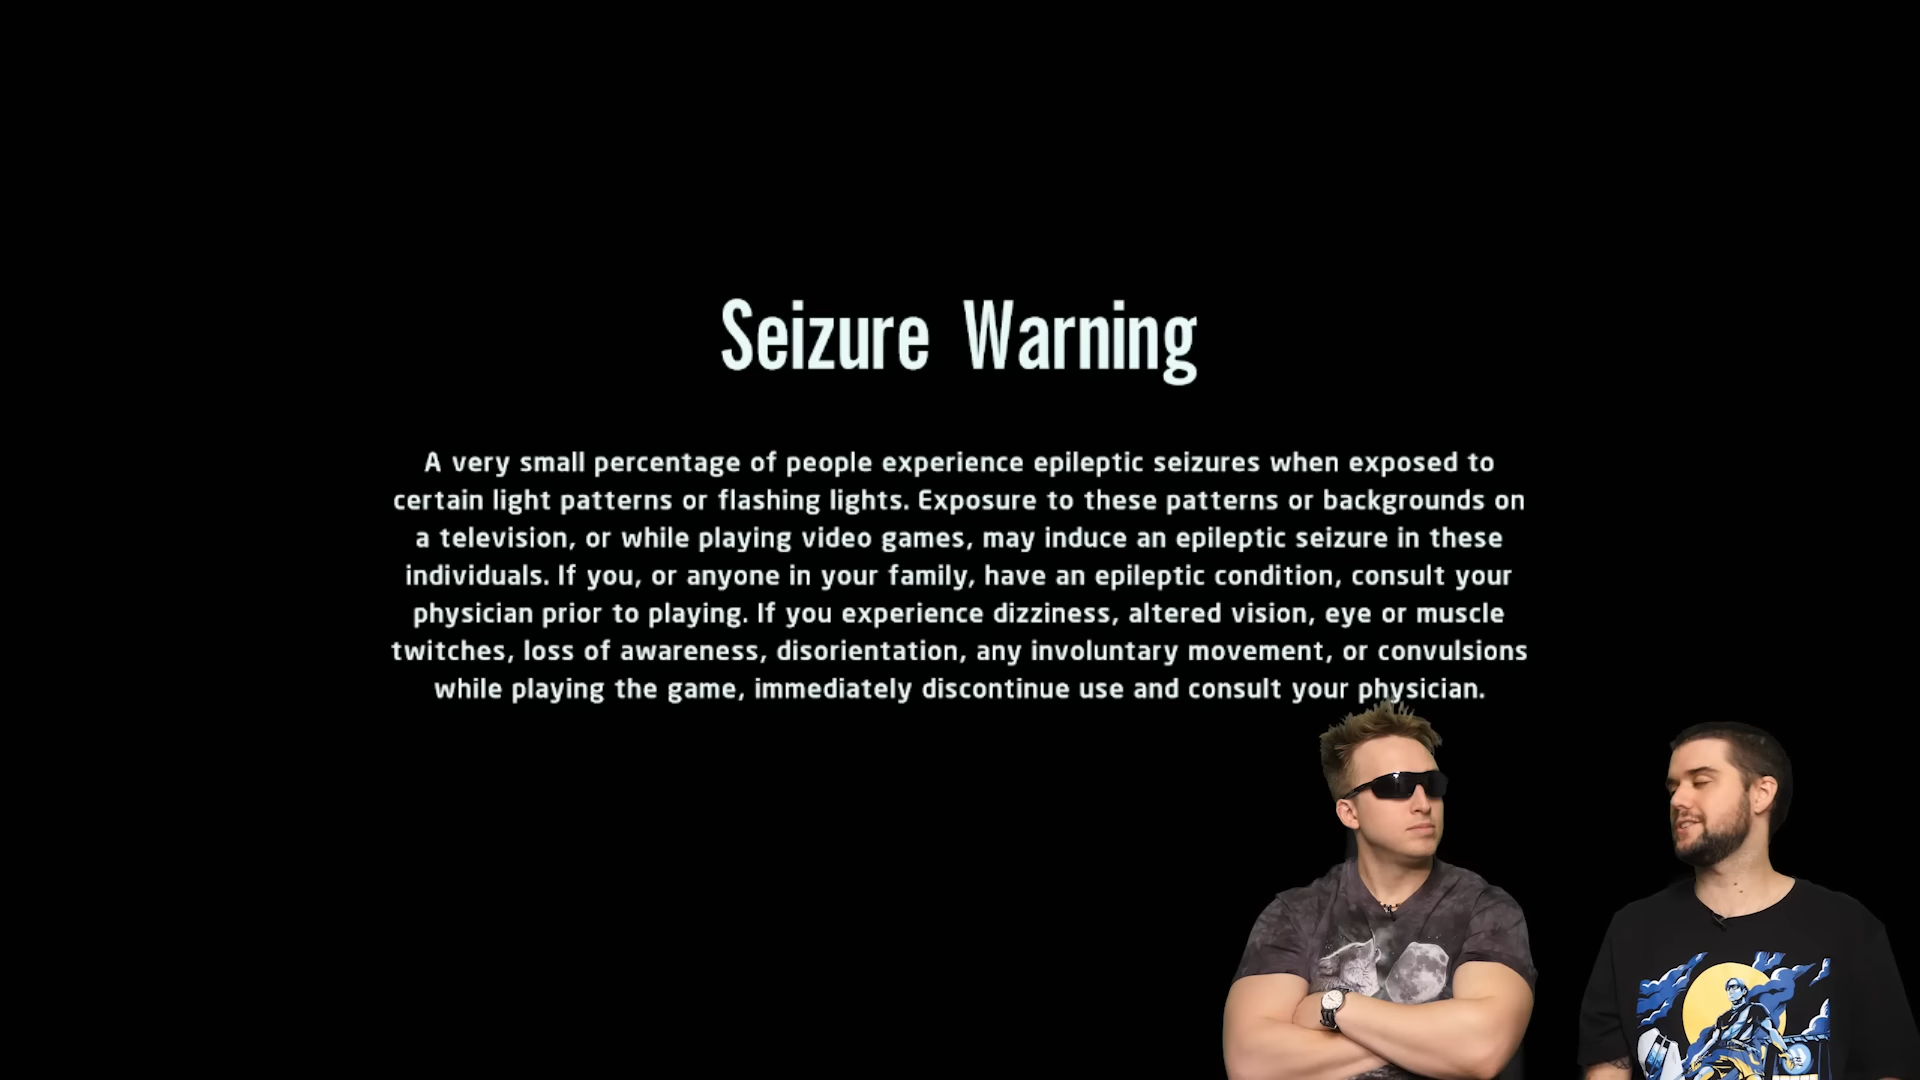 Seizure Warning
A very small percentage of people experience epileptic seizures when exposed to
certain light patterns or flashing lights. Exposure to these patterns or backgrounds on
a television, or while playing video games, may induce an epileptic seizure in these
individuals. If you, or anyone in your family, have an epileptic condition, consult your
physician prior to playing. If you experience dizziness, altered vision, eye or muscle
twitches, loss of awareness, disorientation, any involuntary movement, or convulsions
while playing the game, immediately discontinue use and consult your physician.